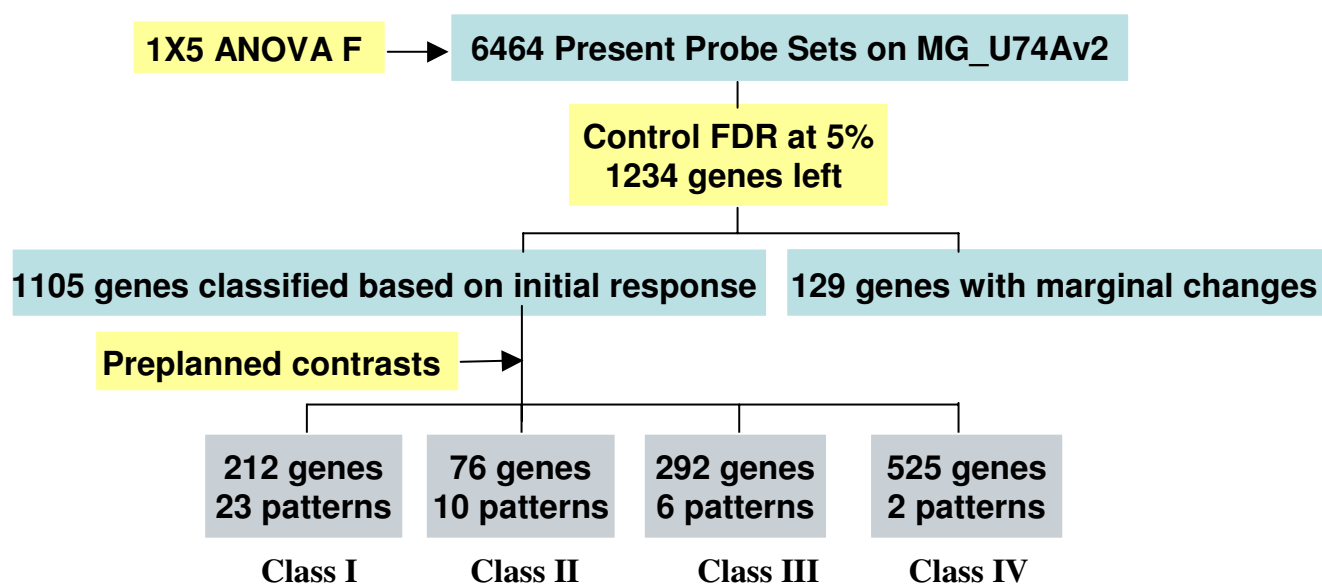 1X5 ANOVA F
6464 Present Probe Sets on MG_U74Av2
Control FDR at 5%
1234 genes left
1105 genes classified based on initial response
129 genes with marginal changes
Preplanned contrasts
212 genes
23 patterns
76 genes
10 patterns
292 genes
6 patterns
525 genes
2 patterns
Class I
Class II
Class III
Class IV